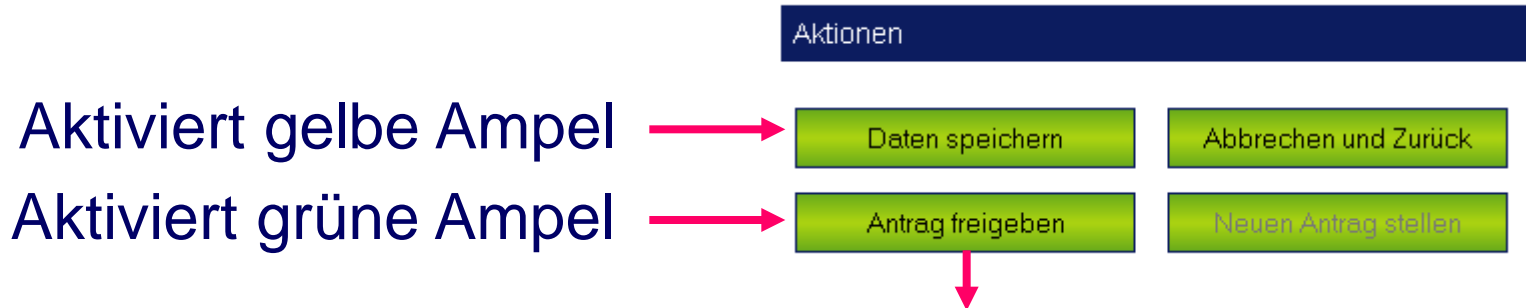 Aktionen
Aktiviert gelbe Ampel
Daten speichern
Abbrechen und Zurück
Aktiviert grüne Ampel
Antrag freigeben
Neuen Antrag stellen